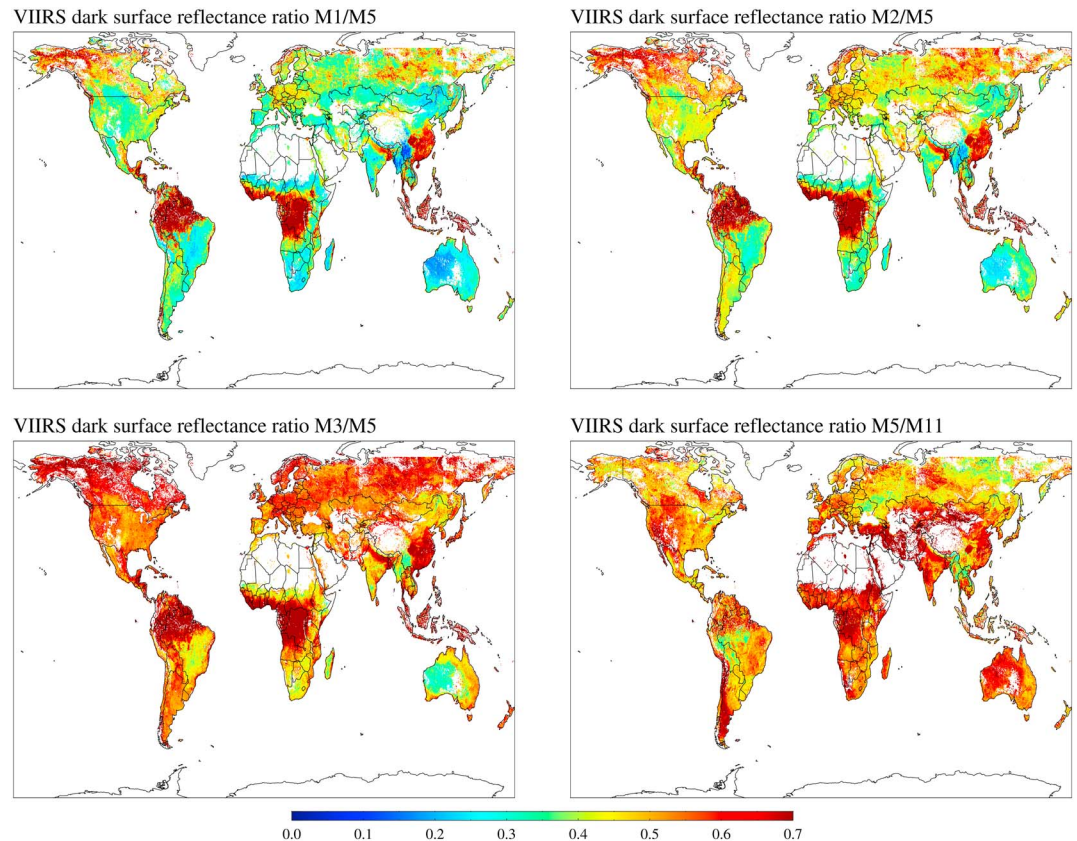 VIIRS dark surface reflectance ratio M1/M5
VIIRS dark surface reflectance ratio M2/M5
VIIRS dark surface reflectance ratio M3/M5
VIIRS dark surface reflectance ratio M5/M11
0.0 0.1 0.2 0.3 0.4 0.5 0.6 0.7